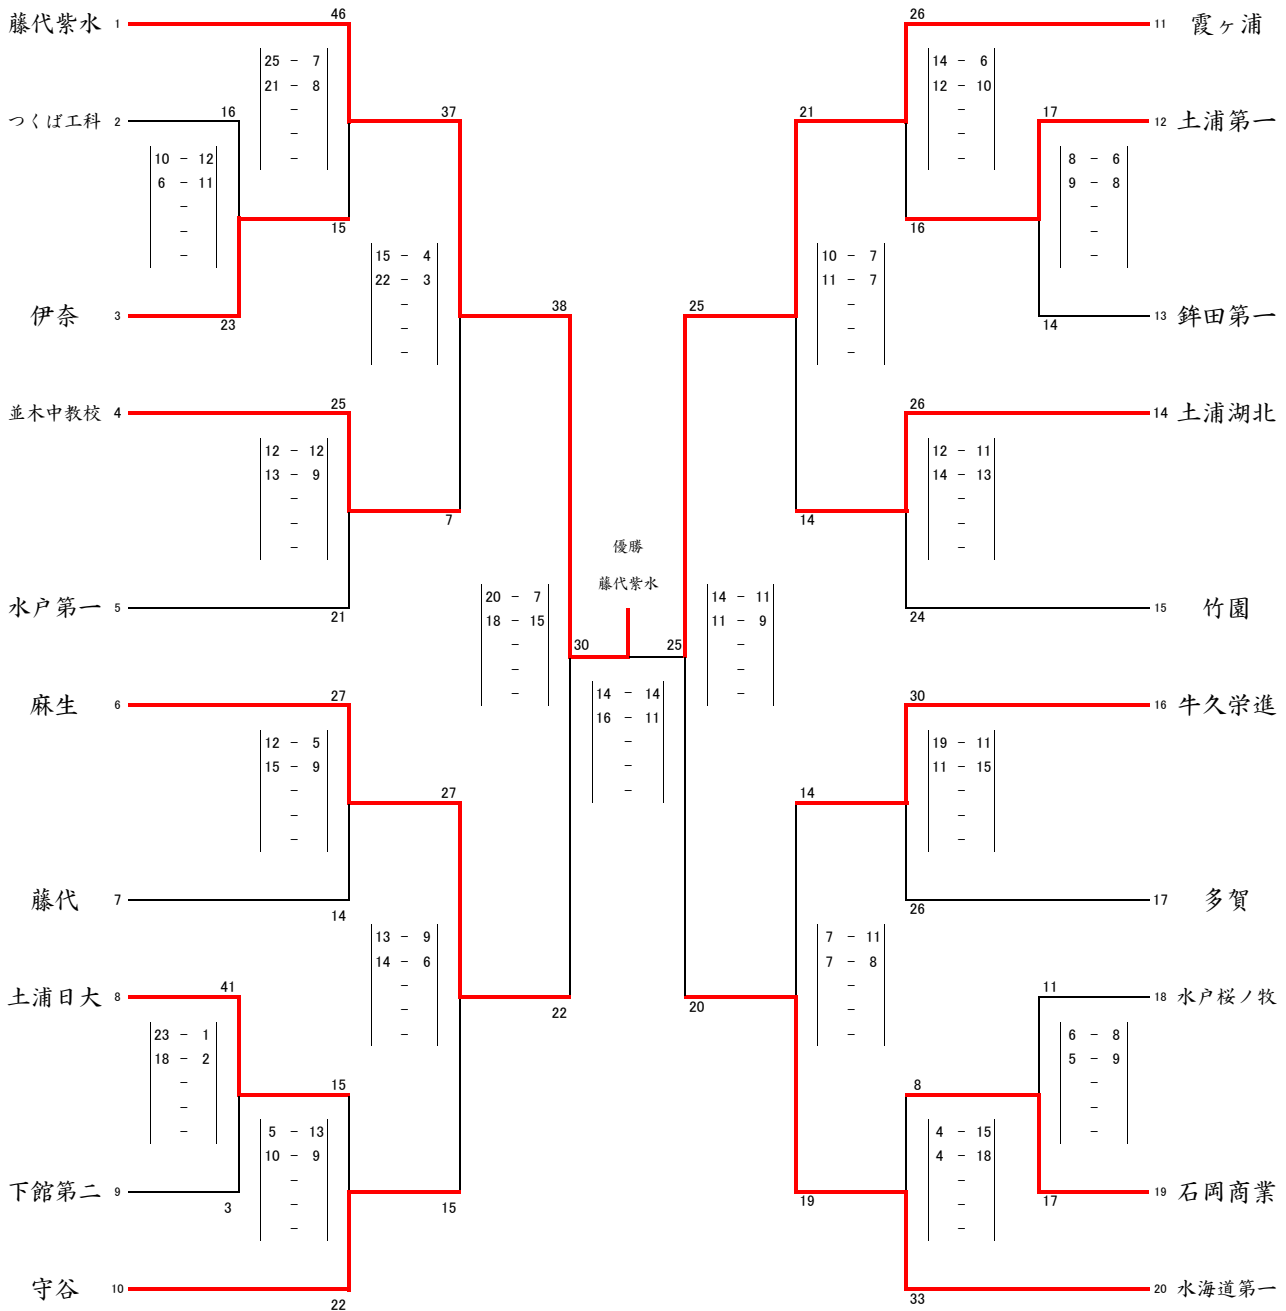 46
26
藤代紫水 1
11 霞ヶ浦
25 - 7
21 - 8
-
-
-
14 - 6
12 - 10
-
-
-
16
37
21
17
つくば工科 2
12 土浦第一
10 - 12
6 - 11
-
-
-
8 - 6
9 - 8
-
-
-
15
16
15 - 4
22 - 3
-
-
-
10 - 7
11 - 7
-
-
-
38
25
伊奈 3
23
14
13 鉾田第一
25
26
並木中教校 4
14 土浦湖北
12 - 12
13 - 9
-
-
-
12 - 11
14 - 13
-
-
-
7
14
優勝
藤代紫水
水戸第一 5
21
24
15 竹園
20 - 7
18 - 15
-
-
-
14 - 11
11 - 9
-
-
-
30
25
14 - 14
16 - 11
-
-
-
27
30
麻生 6
16 牛久栄進
12 - 5
15 - 9
-
-
-
19 - 11
11 - 15
-
-
-
27
14
藤代 7
14
26
17 多賀
13 - 9
14 - 6
-
-
-
7 - 11
7 - 8
-
-
-
41
11
土浦日大 8
22
20
18 水戸桜ノ牧
23 - 1
18 - 2
-
-
-
6 - 8
5 - 9
-
-
-
15
8
5 - 13
10 - 9
-
-
-
4 - 15
4 - 18
-
-
-
下館第二 9
3
15
19
17
19 石岡商業
守谷 10
22
33
20 水海道第一